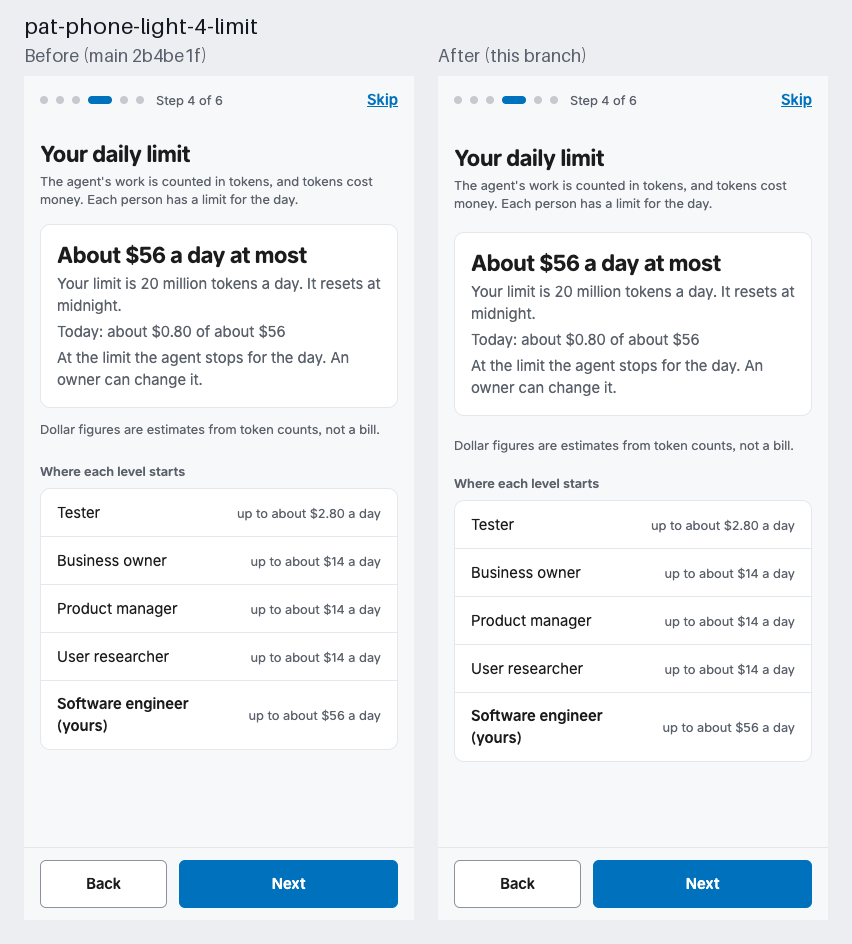 pat-phone-light-4-limit
Before (main 2b4be1f)
Step 4 of 6
Skip
Your daily limit
The agent's work is counted in tokens, and tokens cost
money. Each person has a limit for the day.
About $56 a day at most
Your limit is 20 million tokens a day. It resets at
midnight.
Today: about $0.80 of about $56
At the limit the agent stops for the day. An
owner can change it.
Dollar figures are estimates from token counts, not a bill.
Where each level starts
Tester up to about $2.80 a day
Business owner up to about $14 a day
Product manager up to about $14 a day
User researcher up to about $14 a day
Software engineer
(yours)
up to about $56 a day
Back
Next
After (this branch)
Step 4 of 6
Skip
Your daily limit
The agent's work is counted in tokens, and tokens cost
money. Each person has a limit for the day.
About $56 a day at most
Your limit is 20 million tokens a day. It resets at
midnight.
Today: about $0.80 of about $56
At the limit the agent stops for the day. An
owner can change it.
Dollar figures are estimates from token counts, not a bill.
Where each level starts
Tester up to about $2.80 a day
Business owner up to about $14 a day
Product manager up to about $14 a day
User researcher up to about $14 a day
Software engineer
(yours)
up to about $56 a day
Back
Next